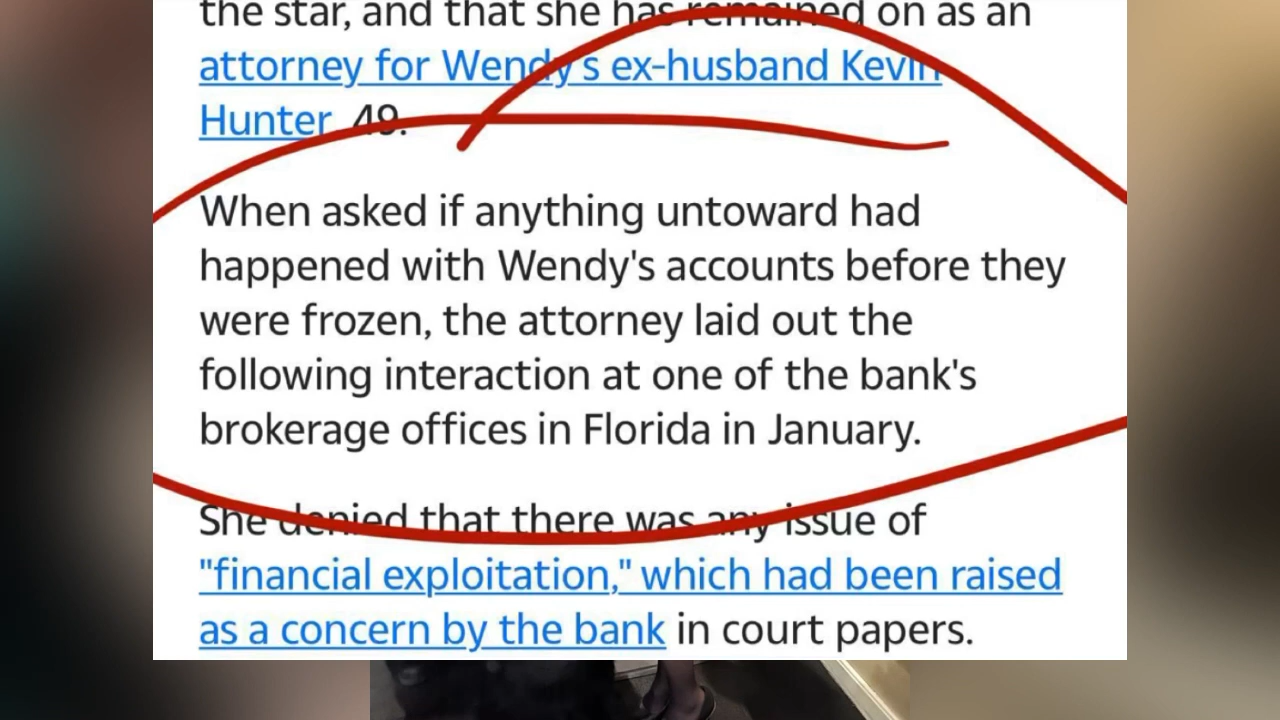 the star, and that she has remained on as an
attorney for Wendy's ex-husband Kevin
Hunter, 49.
When asked if anything untoward had
happened with Wendy's accounts before they
were frozen, the attorney laid out the
following interaction at one of the bank's
brokerage offices in Florida in January.
She denied that there was any issue of
"financial exploitation," which had been raised
as a concern by the bank in court papers.